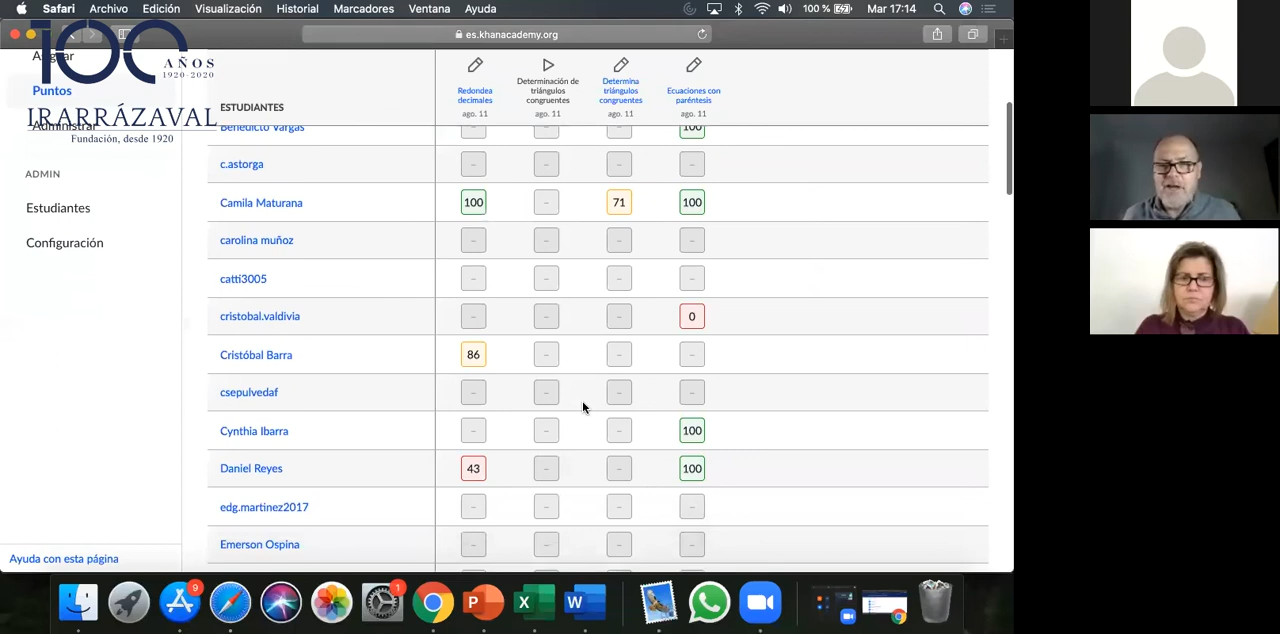 Safari Archivo Edición Visualización Historial Marcadores Ventana Ayuda 100 % Mar 17:14
es.khanacademy.org
Asignar
100 AÑOS
1920-2020
Puntos
IRARRÁZAVAL
Administrar
Fundación, desde 1920
ADMIN
Estudiantes
Configuración
Ayuda con esta página
ESTUDIANTES
Redondea
decimales
ago. 11
Determinación de
triángulos
congruentes
ago. 11
Determina
triángulos
congruentes
ago. 11
Ecuaciones con
paréntesis
ago. 11
Benedicto Vargas – – – 100
c.astorga – – – –
Camila Maturana 100 – 71 100
carolina muñoz – – – –
catti3005 – – – –
cristobal.valdivia – – – 0
Cristóbal Barra 86 – – –
csepulvedaf – – – –
Cynthia Ibarra – – – 100
Daniel Reyes 43 – – 100
edg.martinez2017 – – – –
Emerson Ospina – – – –
9
1
P
X
W